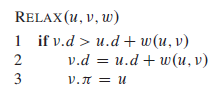 RELAX(u, ν, w)
1 if ν.d > u.d + w(u, ν)
2 ν.d = u.d + w(u, ν)
3 ν.π = u